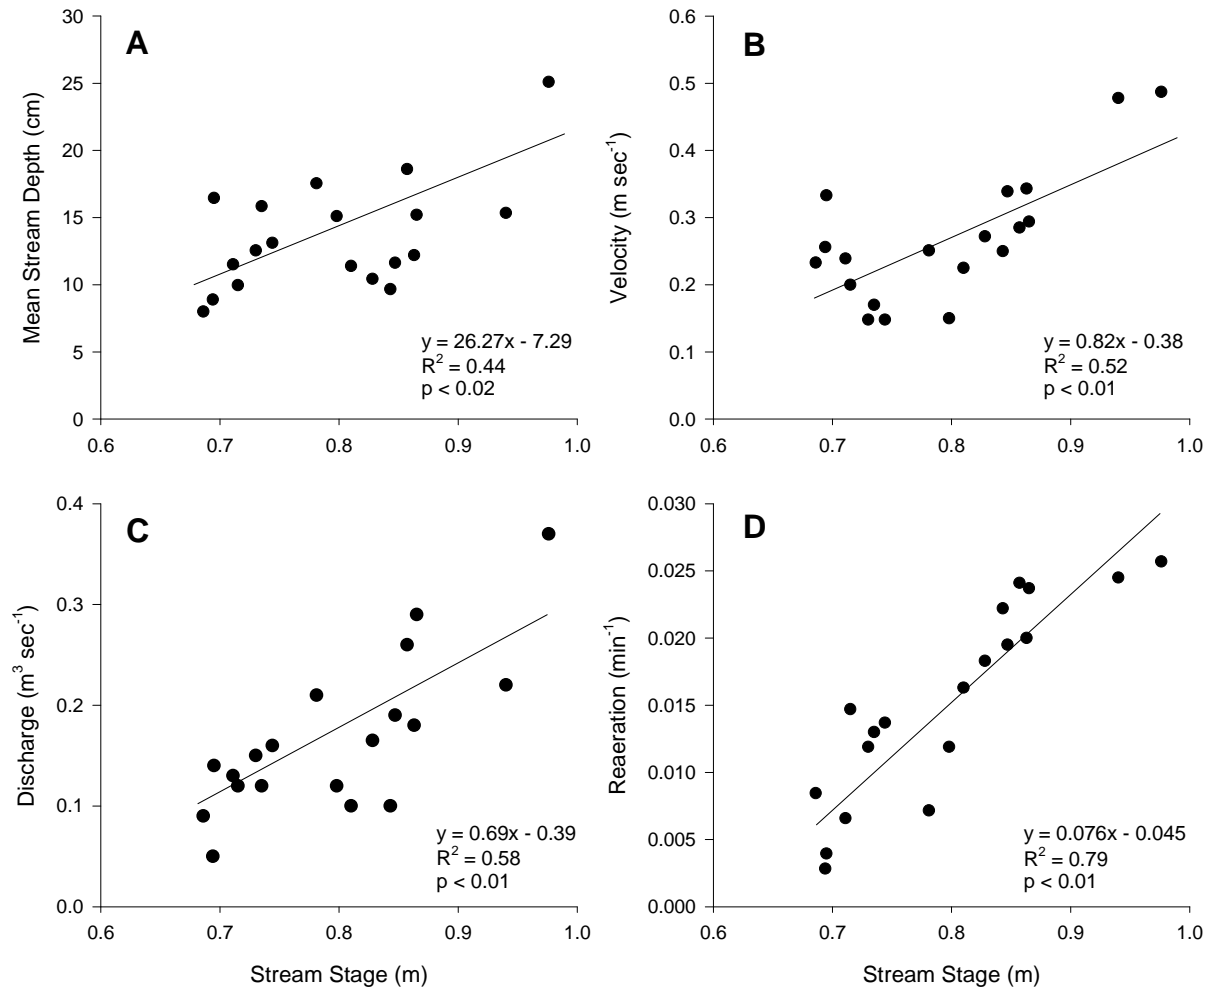 A
Mean Stream Depth (cm)
30
25
20
15
10
5
0
0.6 0.7 0.8 0.9 1.0
y = 26.27x - 7.29
R² = 0.44
p < 0.02
B
Velocity (m sec⁻¹)
0.6
0.5
0.4
0.3
0.2
0.1
0.0
0.6 0.7 0.8 0.9 1.0
y = 0.82x - 0.38
R² = 0.52
p < 0.01
C
Discharge (m³ sec⁻¹)
0.4
0.3
0.2
0.1
0.0
0.6 0.7 0.8 0.9 1.0
y = 0.69x - 0.39
R² = 0.58
p < 0.01
Stream Stage (m)
D
Reaeration (min⁻¹)
0.030
0.025
0.020
0.015
0.010
0.005
0.000
0.6 0.7 0.8 0.9 1.0
y = 0.076x - 0.045
R² = 0.79
p < 0.01
Stream Stage (m)